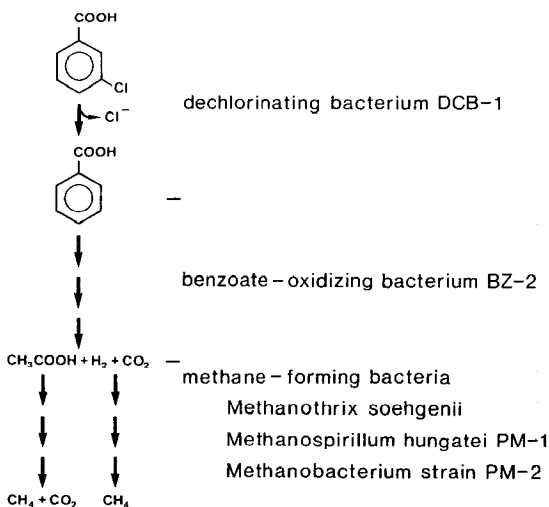 COOH
Cl
Cl⁻
dechlorinating bacterium DCB-1
COOH
–
benzoate-oxidizing bacterium BZ-2
CH₃COOH + H₂ + CO₂ –
methane-forming bacteria
Methanothrix soehgenii
Methanospirillum hungatei PM-1
Methanobacterium strain PM-2
CH₄ + CO₂ CH₄